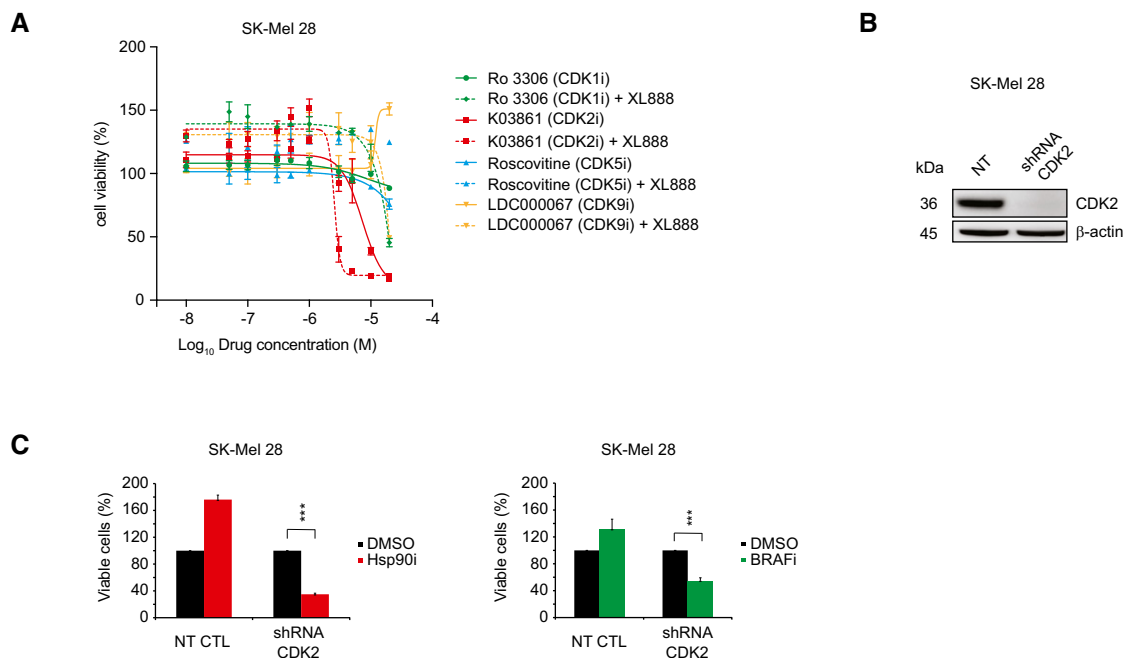 A
SK-Mel 28
200
150
100
50
0
cell viability (%)
-8 -7 -6 -5 -4
Log10 Drug concentration (M)
Ro 3306 (CDK1i)
Ro 3306 (CDK1i) + XL888
K03861 (CDK2i)
K03861 (CDK2i) + XL888
Roscovitine (CDK5i)
Roscovitine (CDK5i) + XL888
LDC000067 (CDK9i)
LDC000067 (CDK9i) + XL888
B
SK-Mel 28
kDa NT shRNA CDK2
36 CDK2
45 β-actin
C
SK-Mel 28
200
160
120
80
40
0
Viable cells (%)
***
DMSO
Hsp90i
NT CTL shRNA
CDK2
SK-Mel 28
200
160
120
80
40
0
Viable cells (%)
***
DMSO
BRAFi
NT CTL shRNA
CDK2